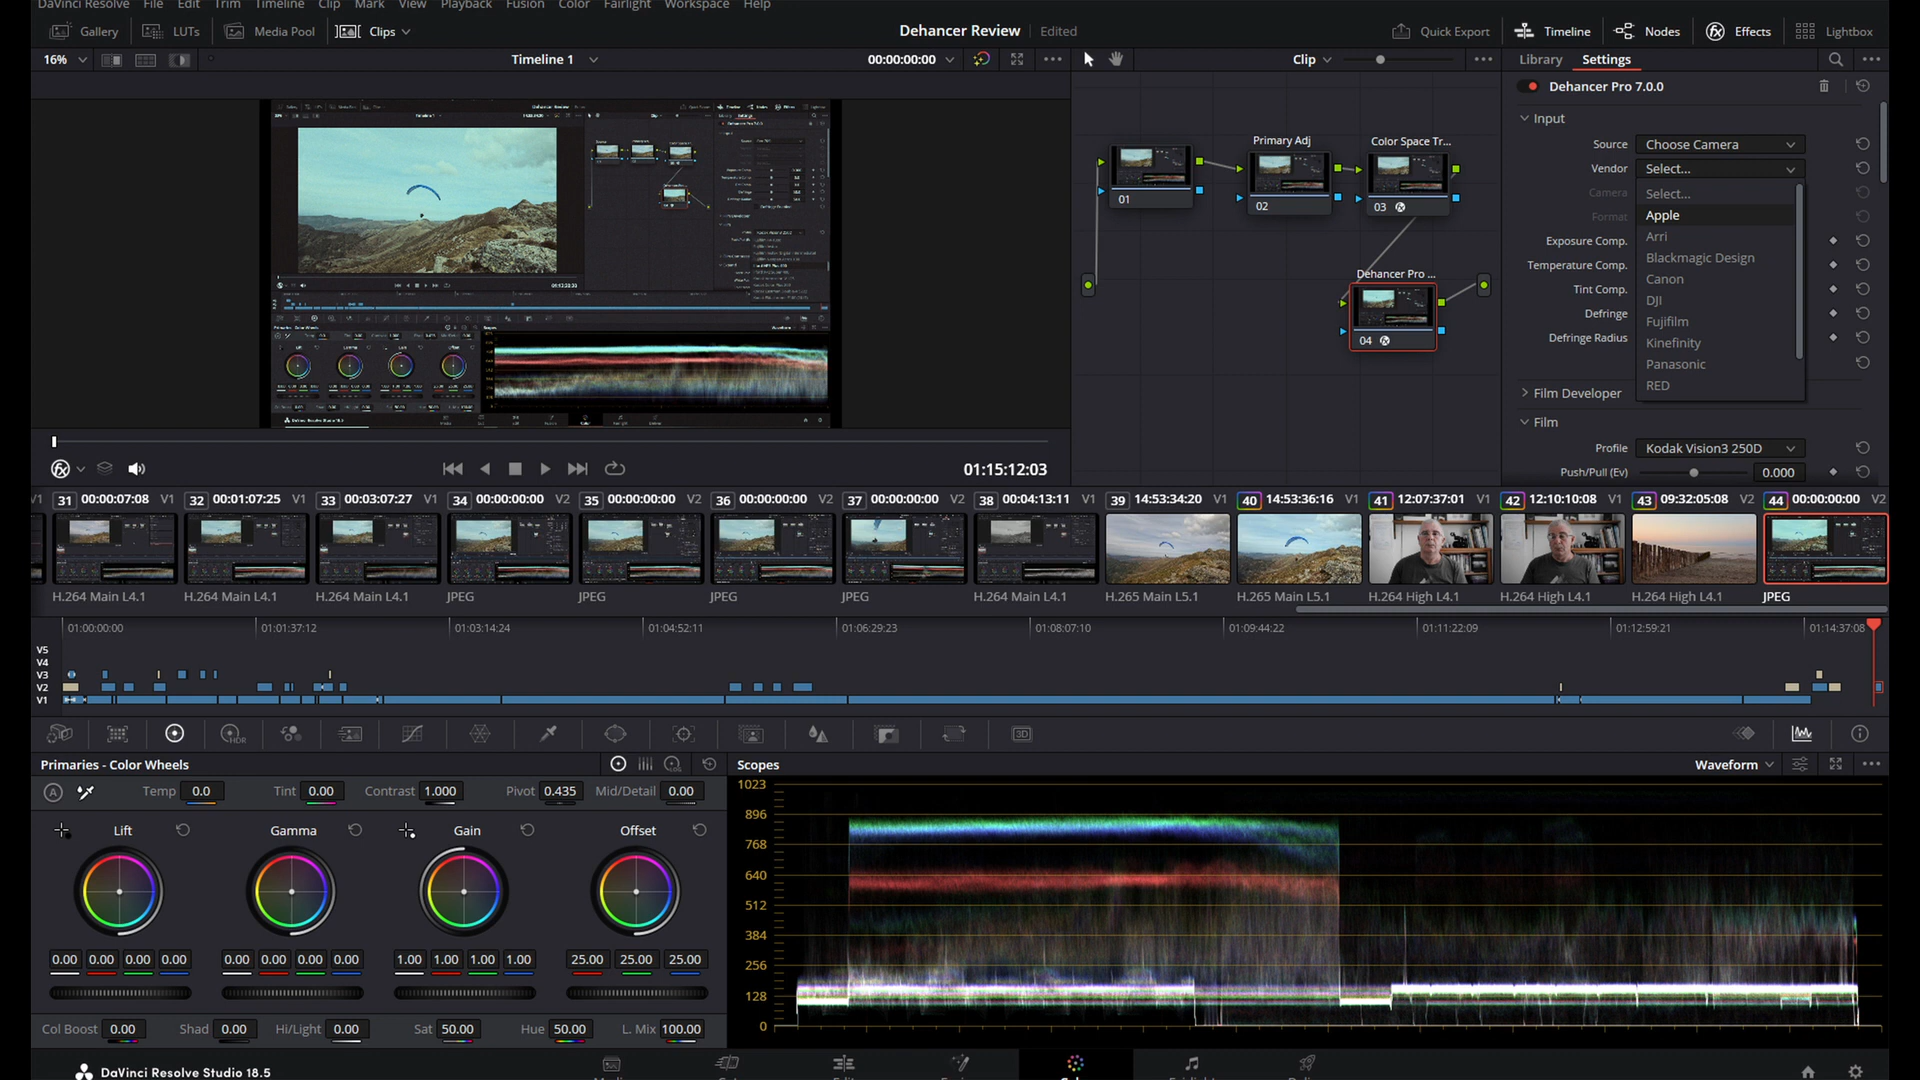 DaVinci Resolve File Edit Trim Timeline Clip Mark View Playback Fusion Color Fairlight Workspace Help
Gallery LUTs Media Pool Clips Dehancer Review Edited Quick Export Timeline Nodes Effects Lightbox
16% Timeline 1 00:00:00:00 Clip Library Settings
Dehancer Pro 7.0.0
Input
Source Choose Camera
Vendor Select...
Camera Select...
Apple
Format
Arri
Exposure Comp.
Blackmagic Design
Temperature Comp.
Canon
Tint Comp.
DJI
Defringe
Fujifilm
Defringe Radius
Kinefinity
Panasonic
RED
Film Developer
Film
Profile Kodak Vision3 250D
Push/Pull (Ev) 0.000
01
Primary Adj
02
Color Space Tr...
03
Dehancer Pro ...
04
01:15:12:03
31 00:00:07:08 V1 32 00:01:07:25 V1 33 00:03:07:27 V1 34 00:00:00:00 V2 35 00:00:00:00 V2 36 00:00:00:00 V2 37 00:00:00:00 V2 38 00:04:13:11 V1 39 14:53:34:20 V1 40 14:53:36:16 V1 41 12:07:37:01 V1 42 12:10:10:08 V1 43 09:32:05:08 V2 44 00:00:00:00 V2
H.264 Main L4.1 H.264 Main L4.1 H.264 Main L4.1 JPEG JPEG JPEG JPEG H.264 Main L4.1 H.265 Main L5.1 H.265 Main L5.1 H.264 High L4.1 H.264 High L4.1 H.264 High L4.1 JPEG
01:00:00:00 01:01:37:12 01:03:14:24 01:04:52:11 01:06:29:23 01:08:07:10 01:09:44:22 01:11:22:09 01:12:59:21 01:14:37:08
V5
V4
V3
V2
V1
HDR
3D
Primaries - Color Wheels
LOG
A Temp 0.0 Tint 0.00 Contrast 1.000 Pivot 0.435 Mid/Detail 0.00
Lift Gamma Gain Offset
0.00 0.00 0.00 0.00 0.00 0.00 0.00 0.00 1.00 1.00 1.00 1.00 25.00 25.00 25.00
Col Boost 0.00 Shad 0.00 Hi/Light 0.00 Sat 50.00 Hue 50.00 L. Mix 100.00
Scopes Waveform
1023
896
768
640
512
384
256
128
0
DaVinci Resolve Studio 18.5